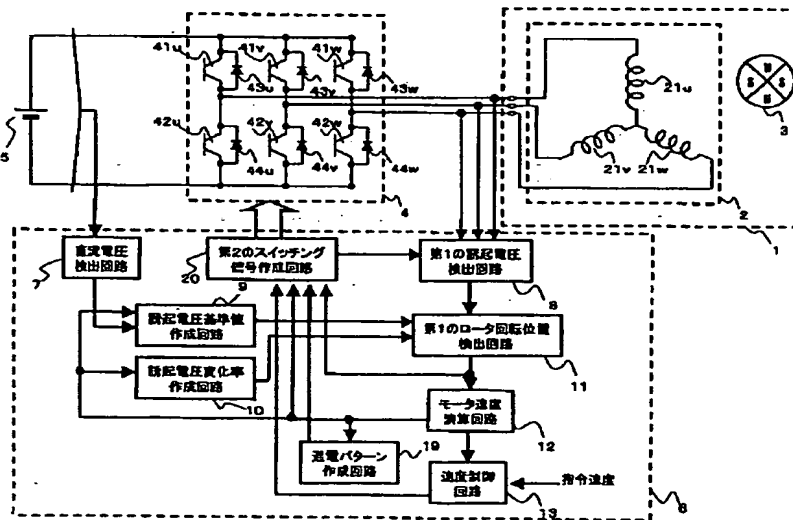 41u
41v
41w
43u
43v
43w
42u
42v
42w
44u
44v
44w
4
5
21u
21v
21w
N
S
S
N
3
2
1
直流電圧
検出回路
7
第2のスイッチング
信号作成回路
20
第1の誘起電圧
検出回路
8
誘起電圧基準値
作成回路
9
第1のロータ回転位置
検出回路
11
誘起電圧変化率
作成回路
10
モータ速度
演算回路
12
通電パターン
作成回路
19
速度制御
回路
13
指令速度
6